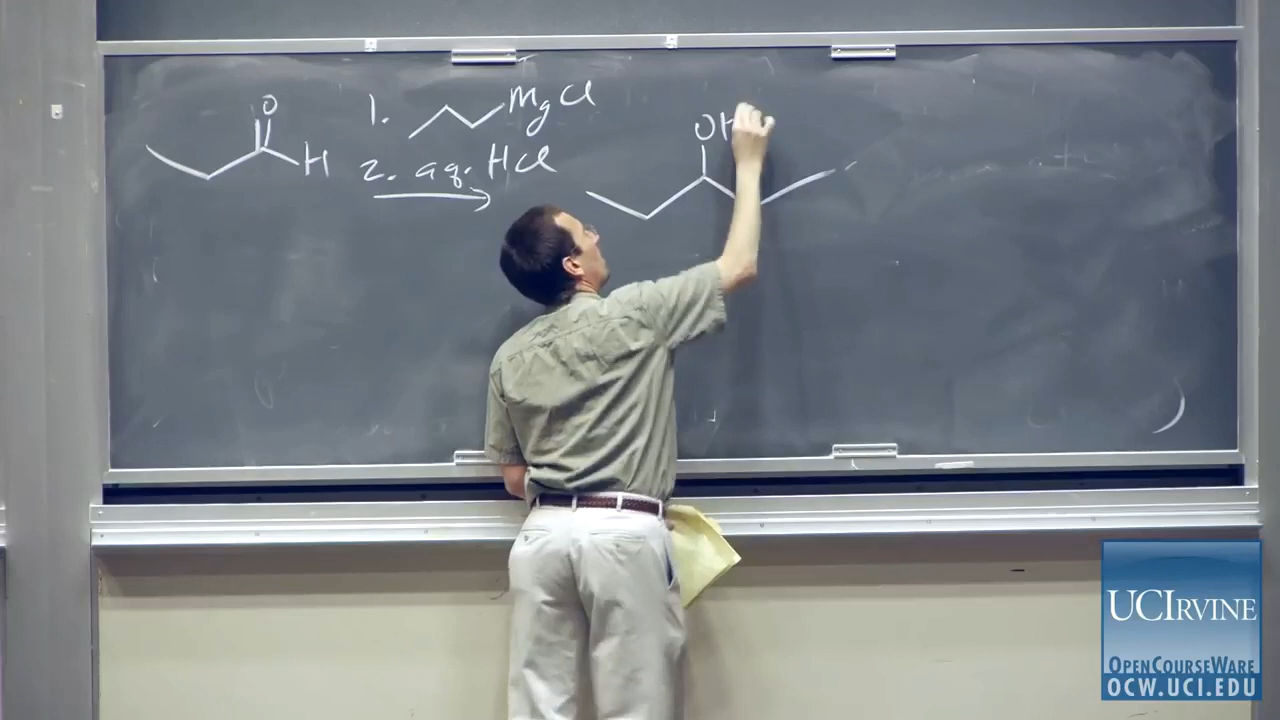 O
H
1. MgCl
2. aq. HCl
OH
UCIRVINE
OPENCOURSEWARE
OCW.UCI.EDU